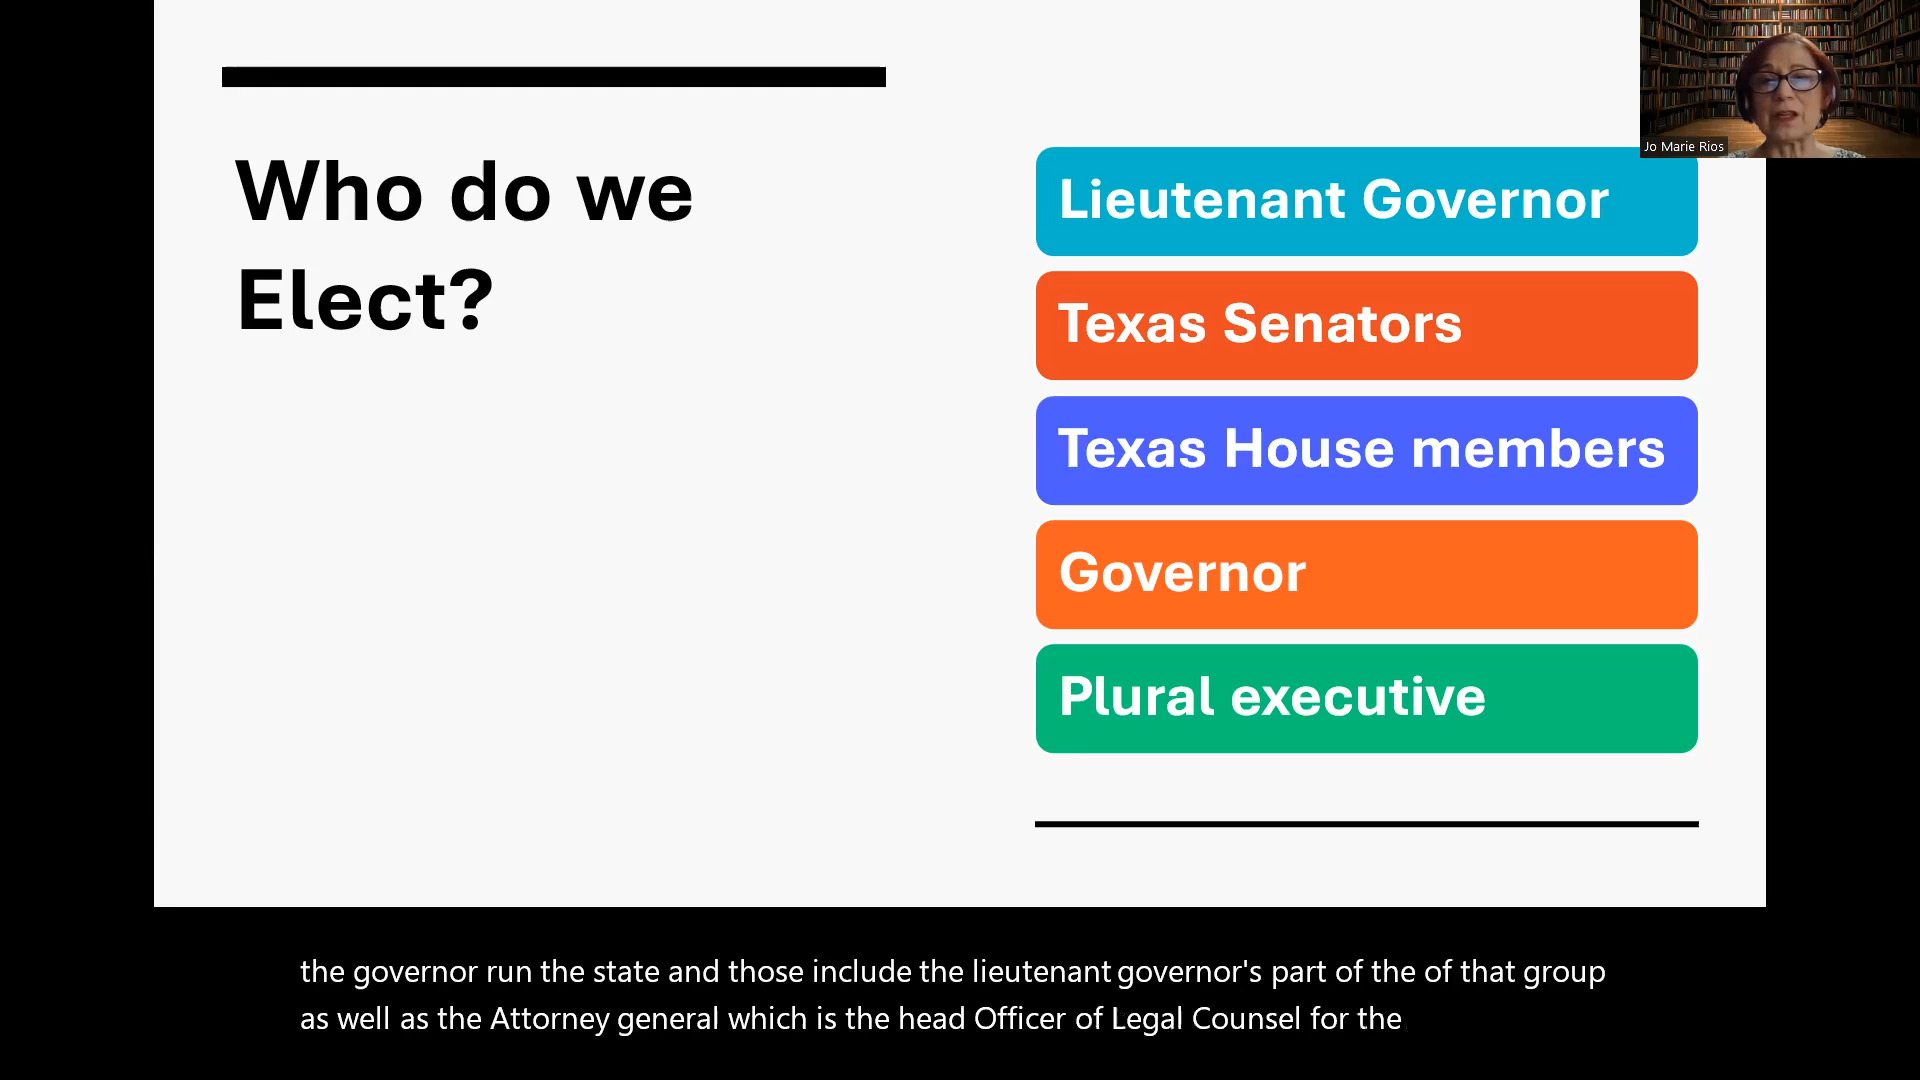 Who do we
Elect?
Jo Marie Rios
Lieutenant Governor
Texas Senators
Texas House members
Governor
Plural executive
the governor run the state and those include the lieutenant governor's part of the of that group
as well as the Attorney general which is the head Officer of Legal Counsel for the